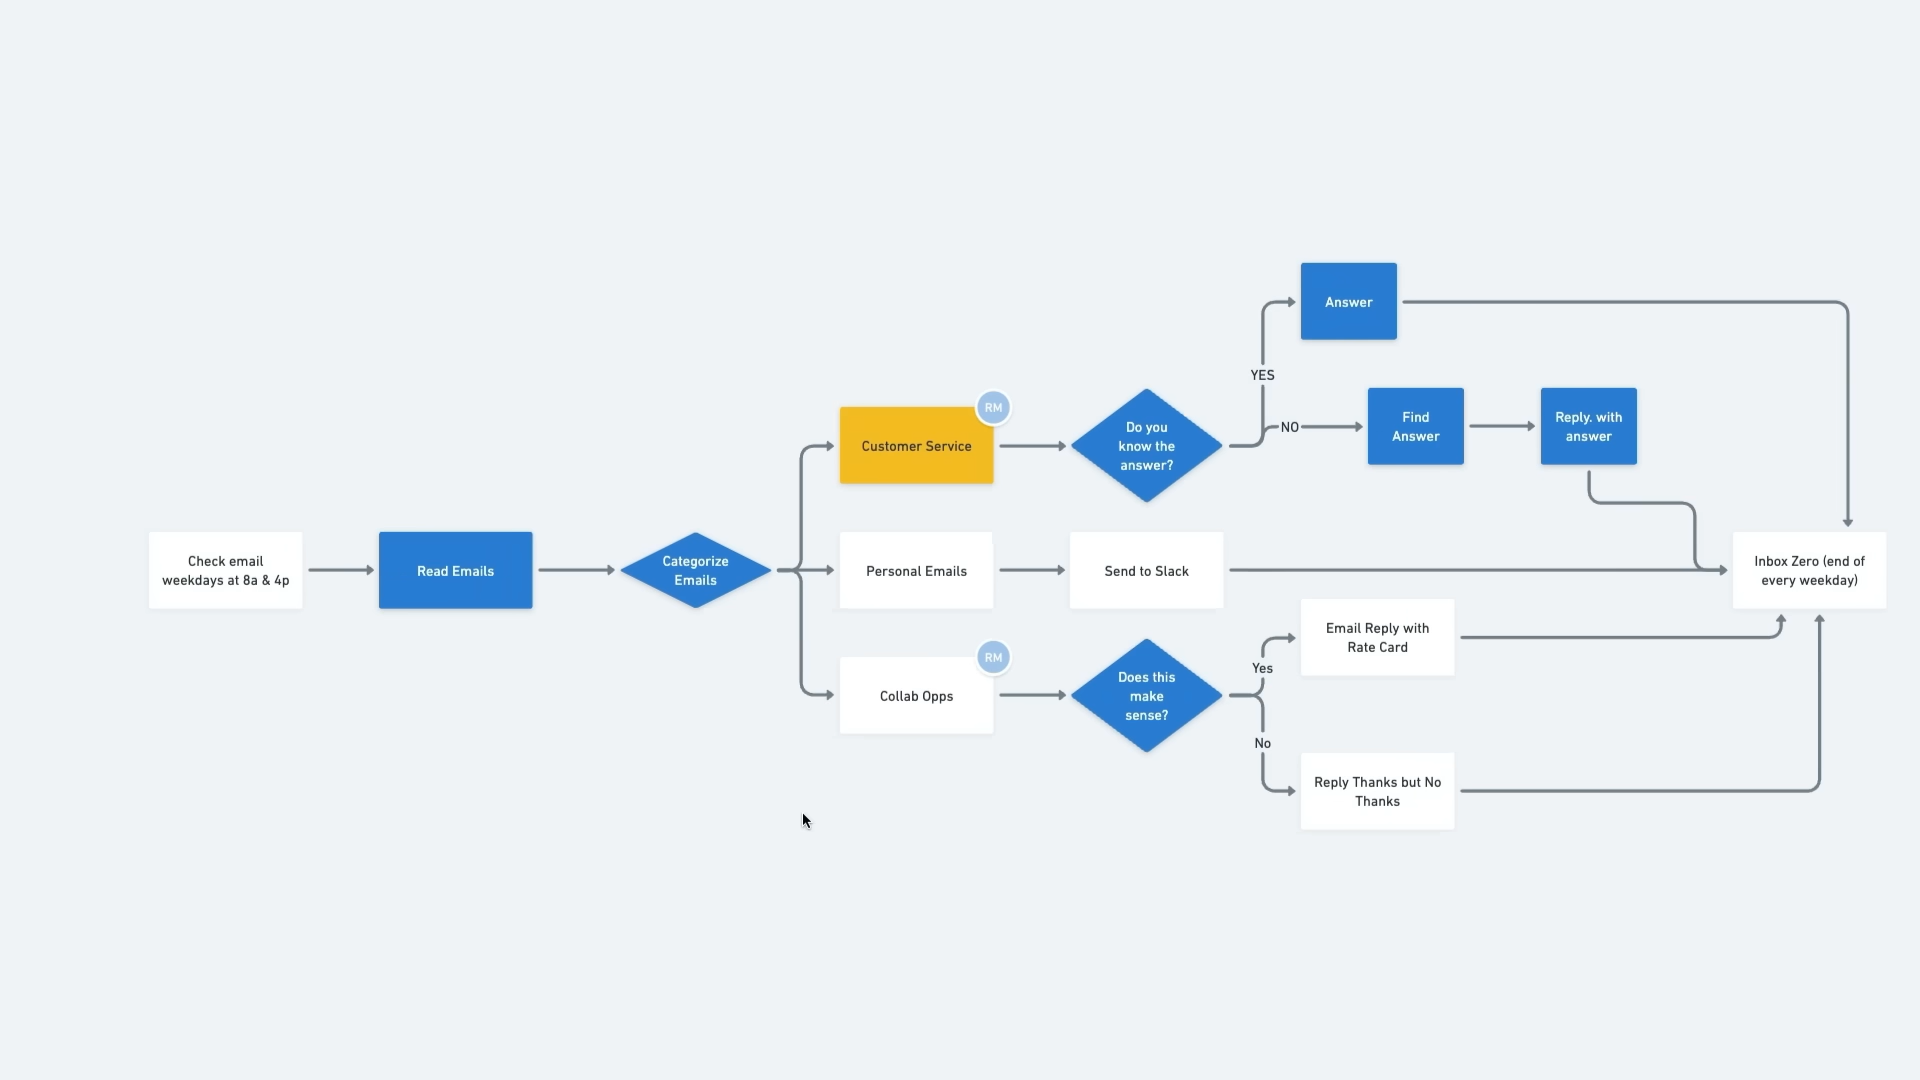 Check email
weekdays at 8a & 4p
Read Emails
Categorize
Emails
Customer Service
RM
Do you
know the
answer?
YES
Answer
NO
Find
Answer
Reply. with
answer
Personal Emails
Send to Slack
Collab Opps
RM
Does this
make
sense?
Yes
Email Reply with
Rate Card
No
Reply Thanks but No
Thanks
Inbox Zero (end of
every weekday)